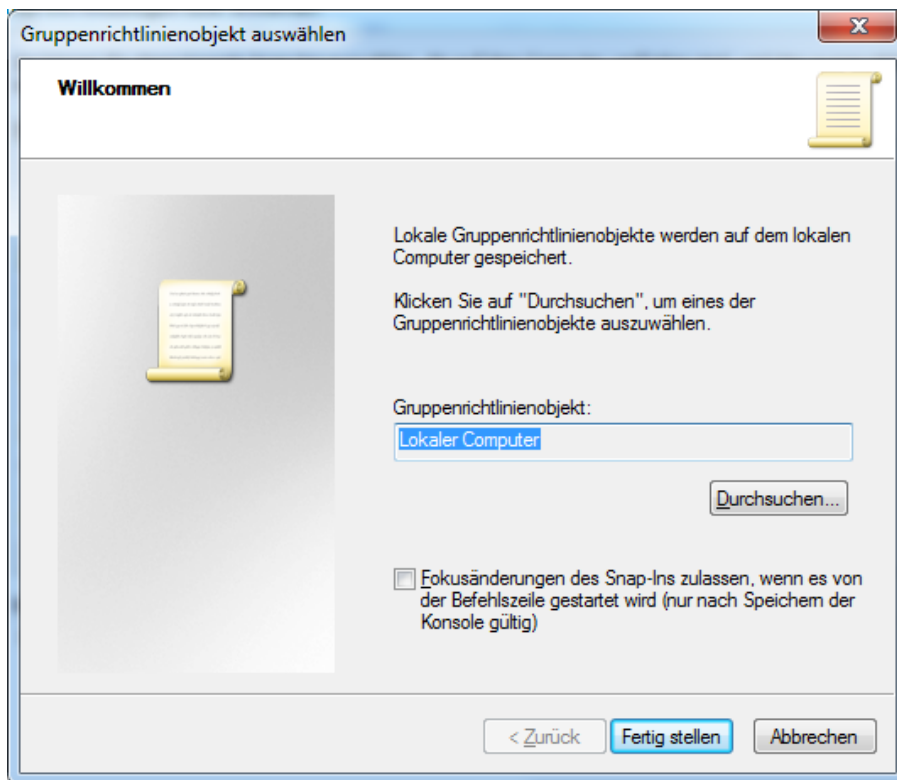 Gruppenrichtlinienobjekt auswählen
Willkommen
Lokale Gruppenrichtlinienobjekte werden auf dem lokalen
Computer gespeichert.
Klicken Sie auf "Durchsuchen", um eines der
Gruppenrichtlinienobjekte auszuwählen.
Gruppenrichtlinienobjekt:
Lokaler Computer
Durchsuchen...
Fokusänderungen des Snap-Ins zulassen, wenn es von
der Befehlszeile gestartet wird (nur nach Speichern der
Konsole gültig)
< Zurück Fertig stellen Abbrechen